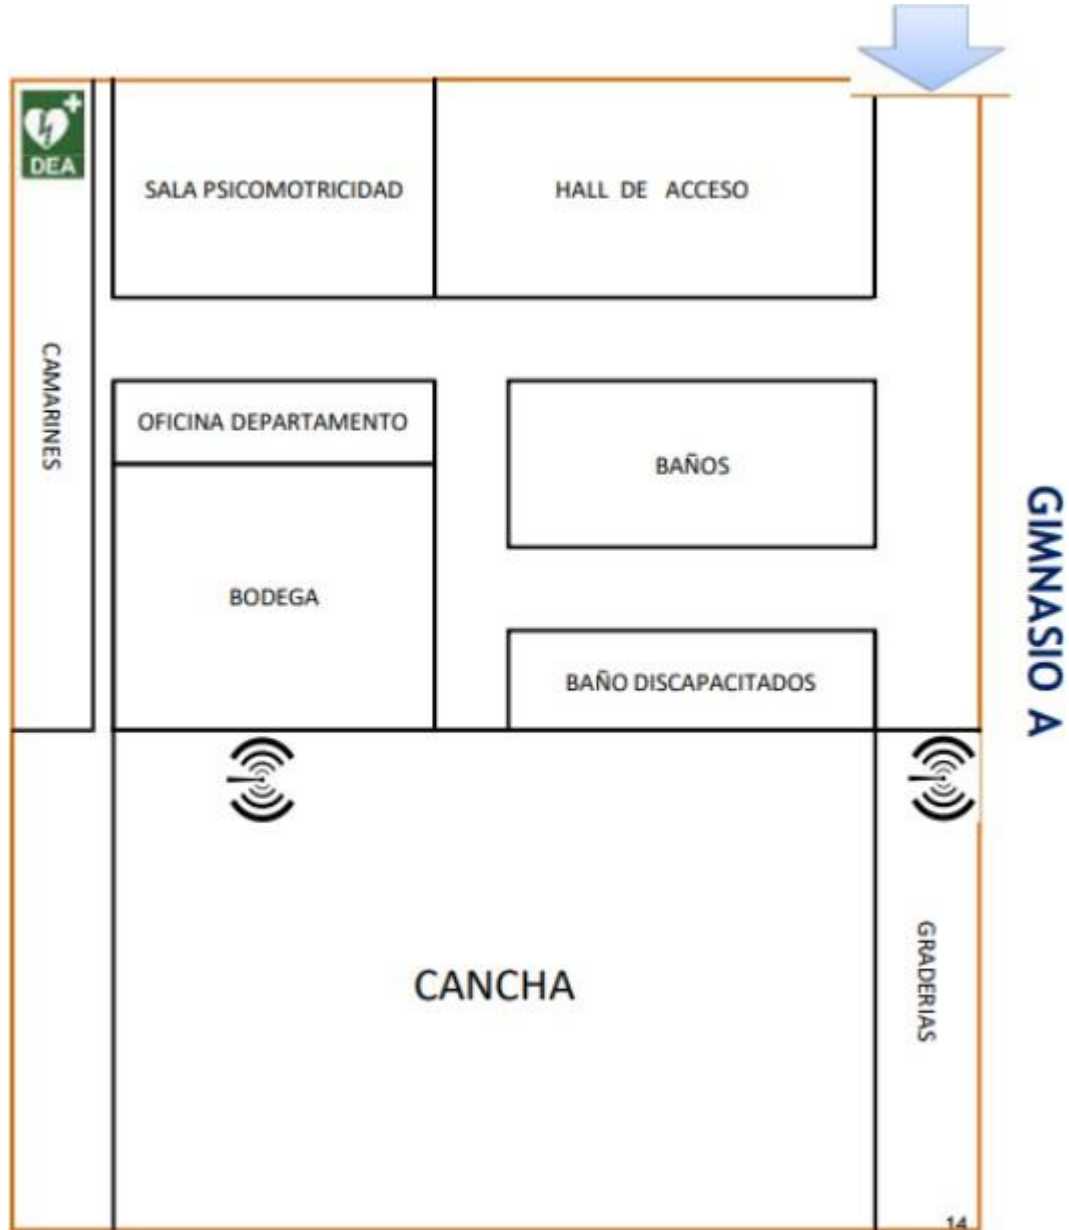 DEA
SALA PSICOMOTRICIDAD
HALL DE ACCESO
CAMARINES
OFICINA DEPARTAMENTO
BAÑOS
GIMNASIO A
BODEGA
BAÑO DISCAPACITADOS
CANCHA
GRADERIAS
14